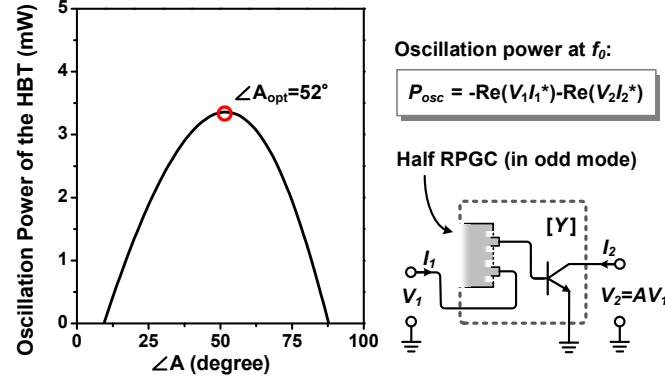 Oscillation Power of the HBT (mW)
5
4
3
2
1
0
0 25 50 75 100
∠A (degree)
∠Aopt=52°
Oscillation power at f0:
Posc = -Re(V1I1*)-Re(V2I2*)
Half RPGC (in odd mode)
[Y]
I1
I2
V1
V2=AV1